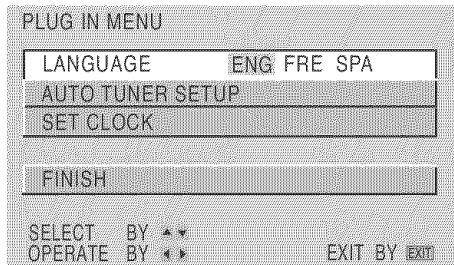 PLUG IN MENU
LANGUAGE ENG FRE SPA
AUTO TUNER SETUP
SET CLOCK
FINISH
SELECT BY ▲▼
OPERATE BY ◀▶ EXIT BY EXIT